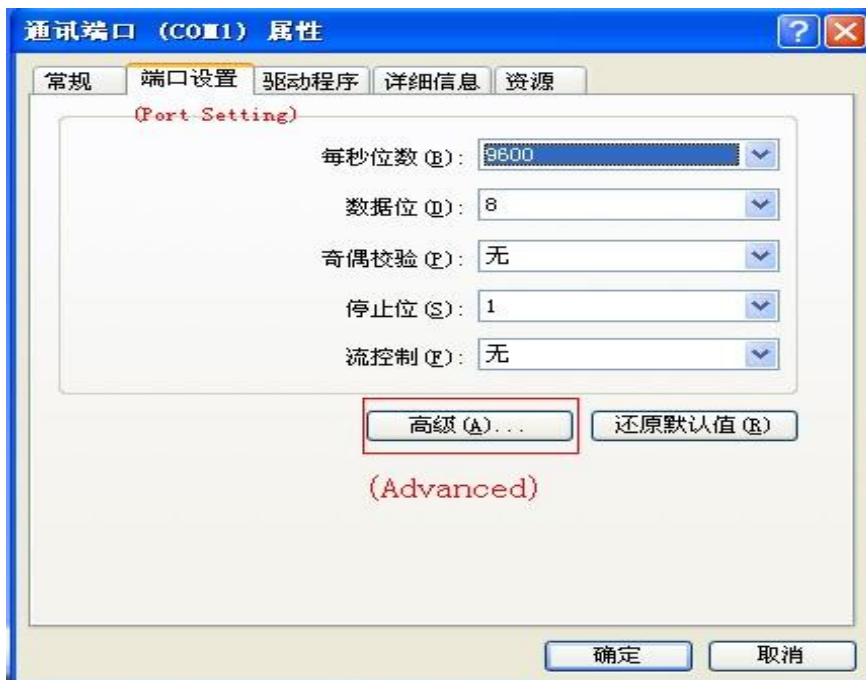 通讯端口 (COM1) 属性
常规 端口设置 驱动程序 详细信息 资源
(Port Setting)
每秒位数(B): 9600
数据位(D): 8
奇偶校验(P): 无
停止位(S): 1
流控制(F): 无
高级(A)... 还原默认值(R)
(Advanced)
确定 取消